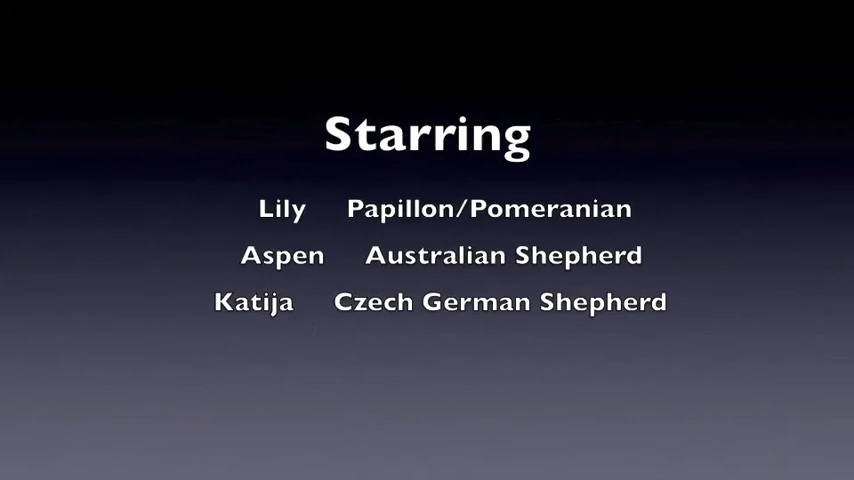 Starring
Lily Papillon/Pomeranian
Aspen Australian Shepherd
Katija Czech German Shepherd